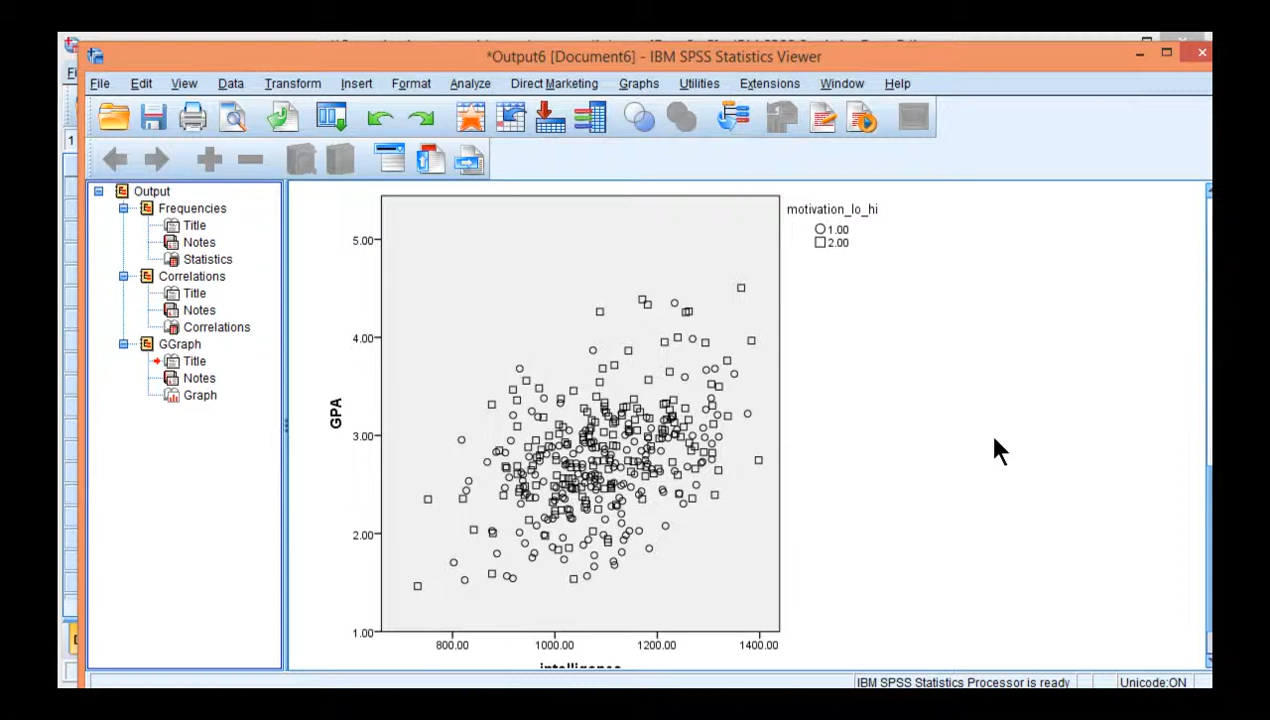 *Output6 [Document6] - IBM SPSS Statistics Viewer
File Edit View Data Transform Insert Format Analyze Direct Marketing Graphs Utilities Extensions Window Help
1
Output
Frequencies
Title
Notes
Statistics
Correlations
Title
Notes
Correlations
GGraph
Title
Notes
Graph
motivation_lo_hi
1.00
2.00
5.00
4.00
3.00
2.00
1.00
GPA
800.00 1000.00 1200.00 1400.00
intelligence
IBM SPSS Statistics Processor is ready Unicode:ON